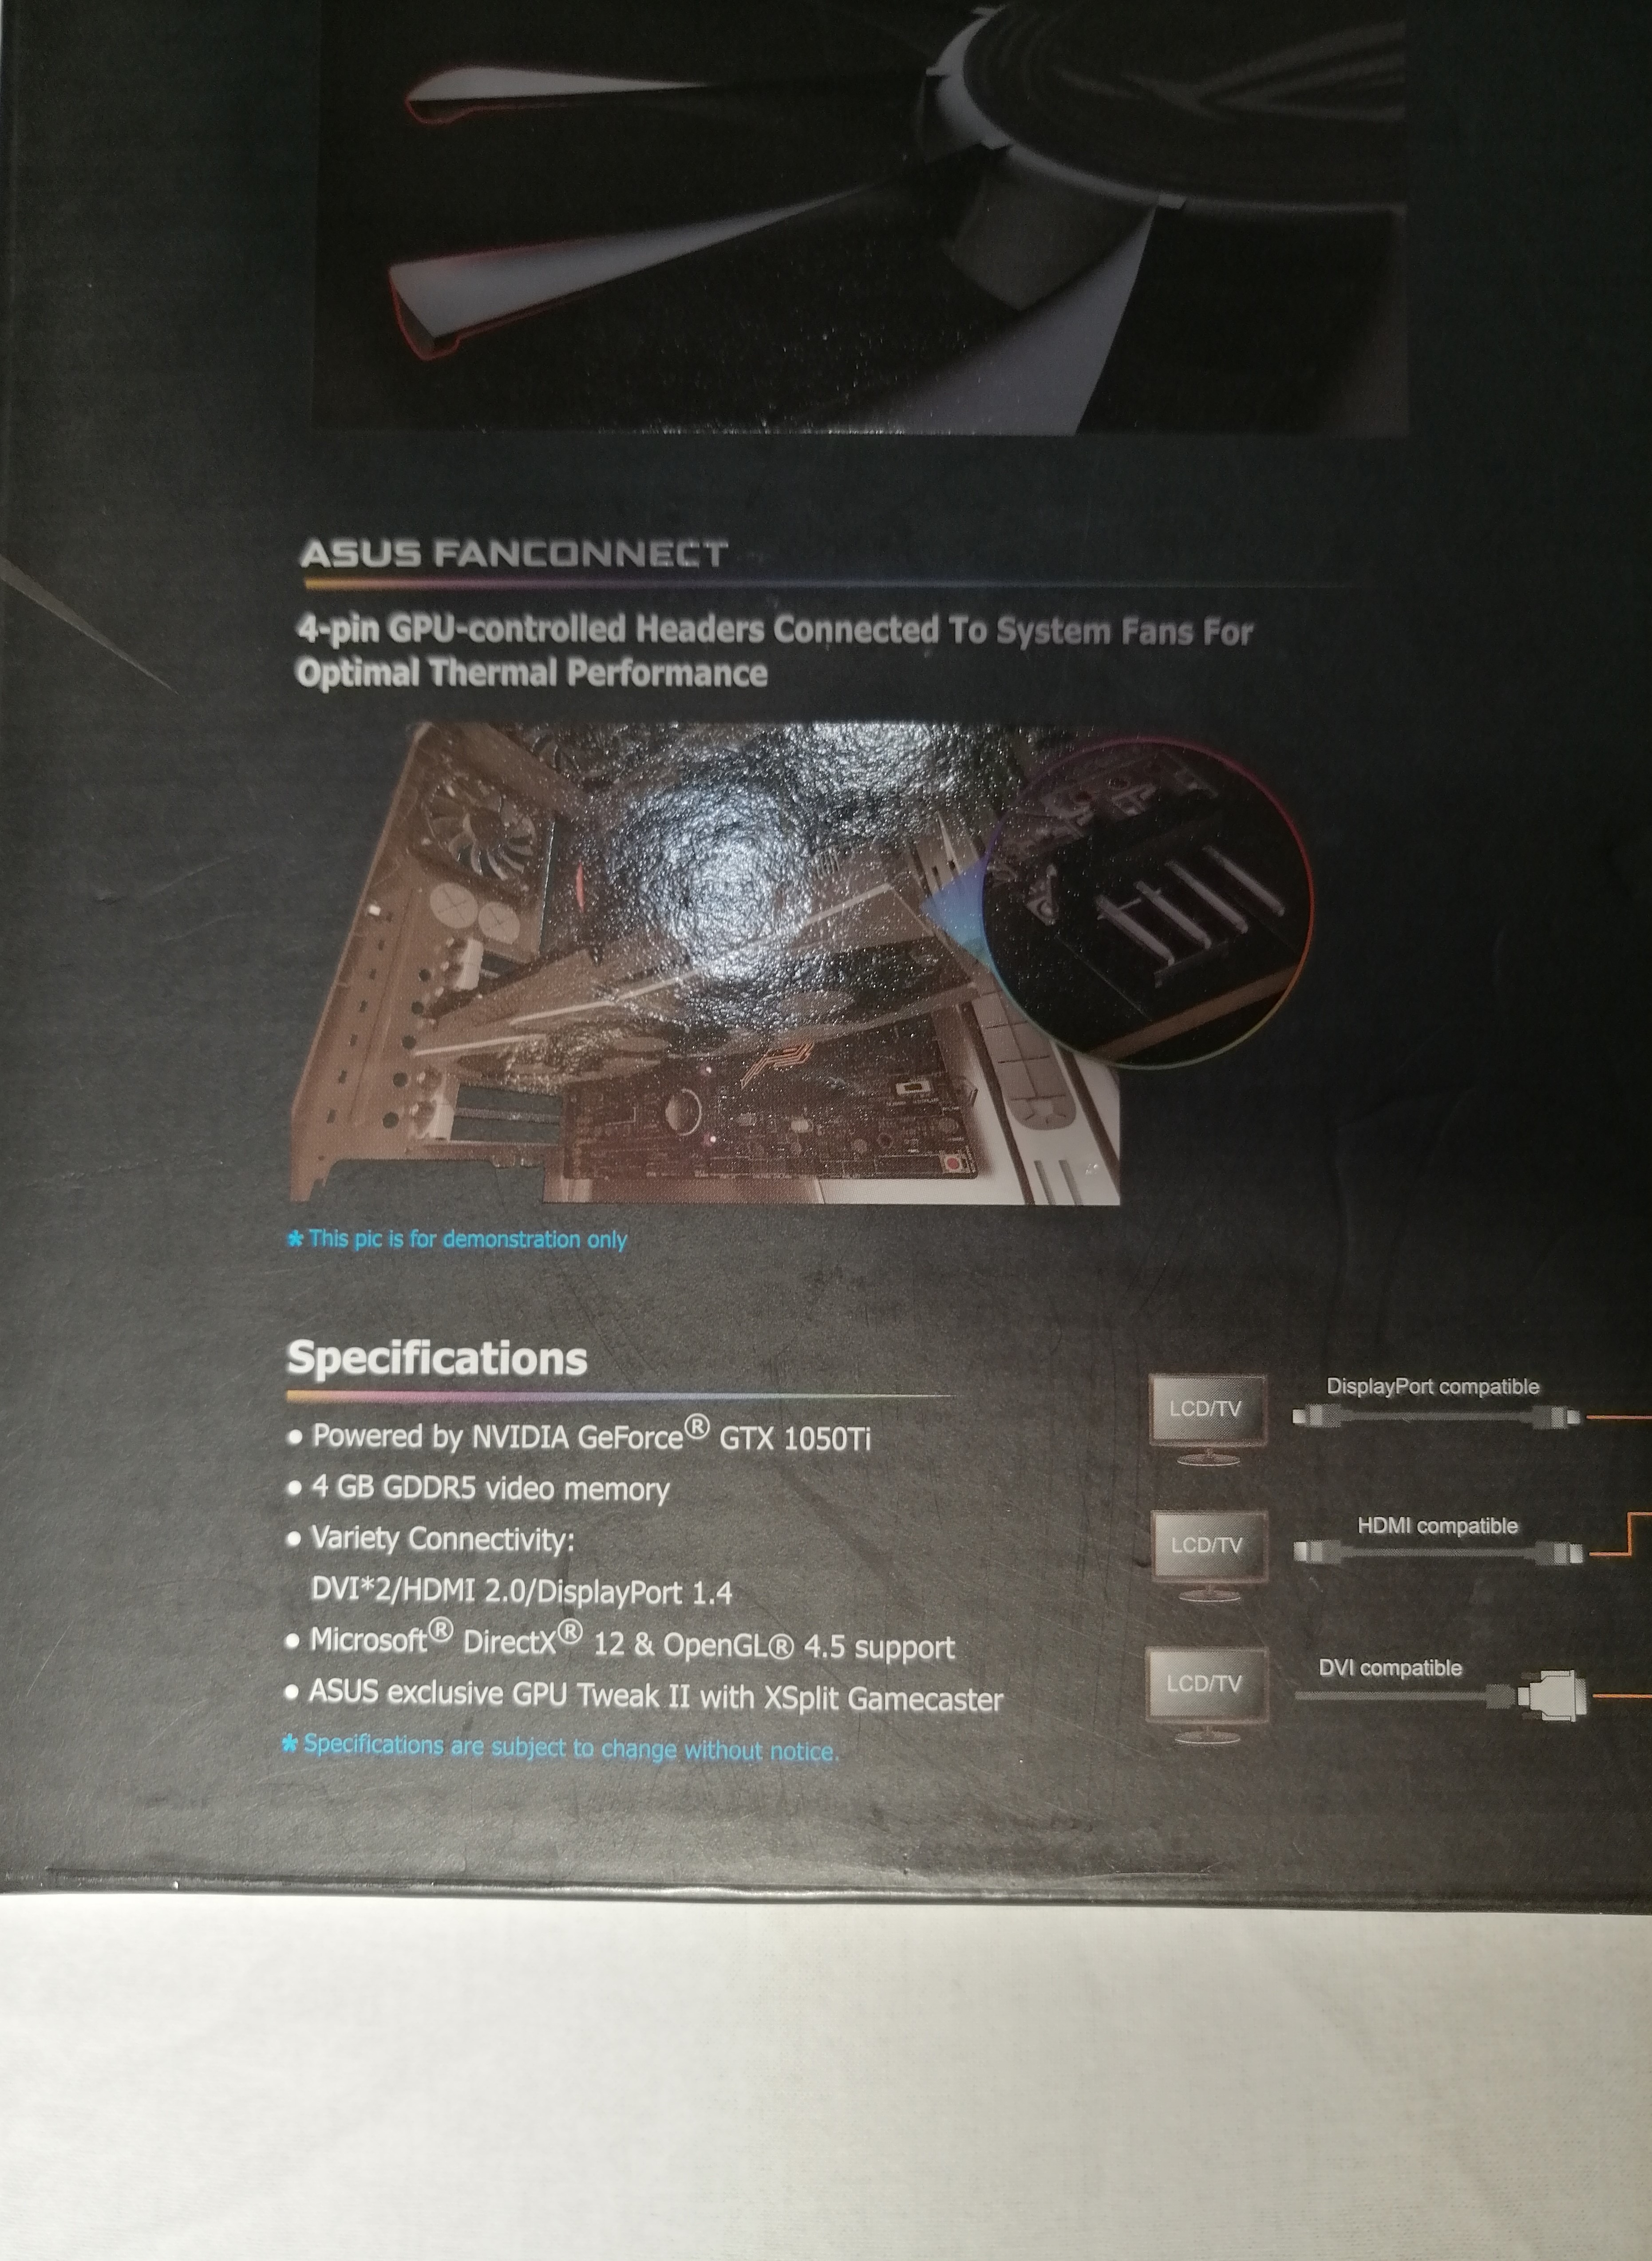 ASUS FANCONNECT
4-pin GPU-controlled Headers Connected To System Fans For
Optimal Thermal Performance
* This pic is for demonstration only
Specifications
• Powered by NVIDIA GeForce® GTX 1050Ti
• 4 GB GDDR5 video memory
• Variety Connectivity:
DVI*2/HDMI 2.0/DisplayPort 1.4
• Microsoft® DirectX® 12 & OpenGL® 4.5 support
• ASUS exclusive GPU Tweak II with XSplit Gamecaster
* Specifications are subject to change without notice.
LCD/TV
DisplayPort compatible
LCD/TV
HDMI compatible
LCD/TV
DVI compatible